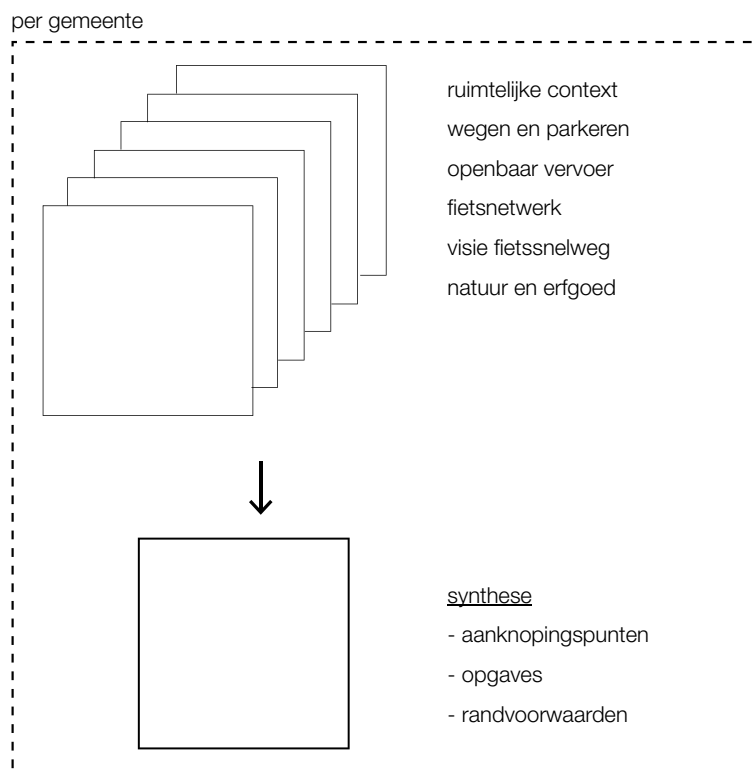 per gemeente
ruimtelijke context
wegen en parkeren
openbaar vervoer
fietsnetwerk
visie fietssnelweg
natuur en erfgoed
synthese
- aanknopingspunten
- opgaves
- randvoorwaarden